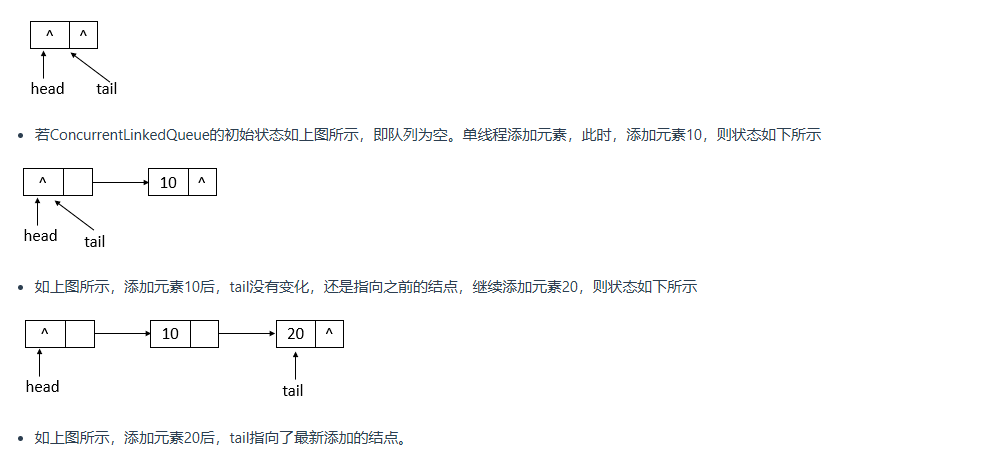 ^ ^
head tail
若ConcurrentLinkedQueue的初始状态如上图所示，即队列为空。单线程添加元素，此时，添加元素10，则状态如下所示
^ 10 ^
head
tail
如上图所示，添加元素10后，tail没有变化，还是指向之前的结点，继续添加元素20，则状态如下所示
^ 10 20 ^
head
tail
如上图所示，添加元素20后，tail指向了最新添加的结点。